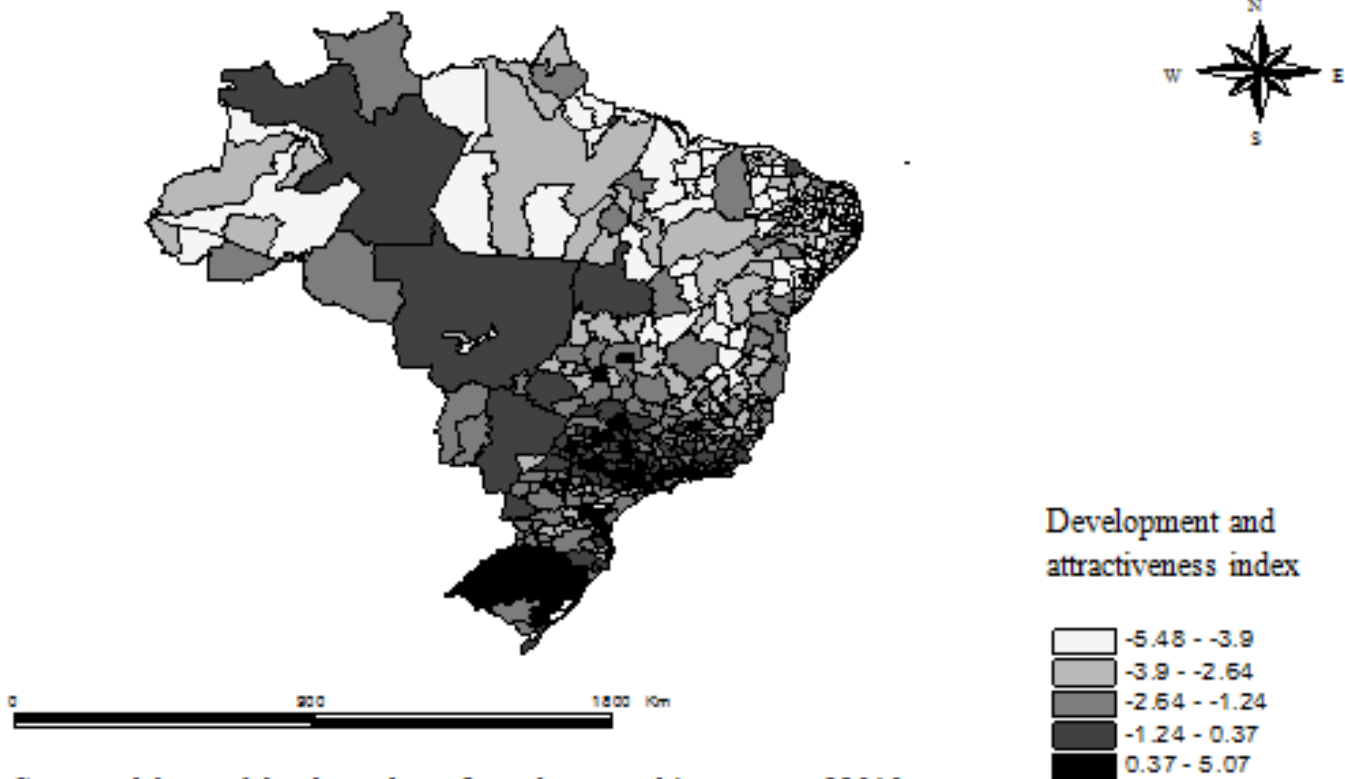 N
W E
S
Development and
attractiveness index
-5.48 - -3.9
-3.9 - -2.64
-2.64 - -1.24
-1.24 - 0.37
0.37 - 5.07
0 900 1800 Km